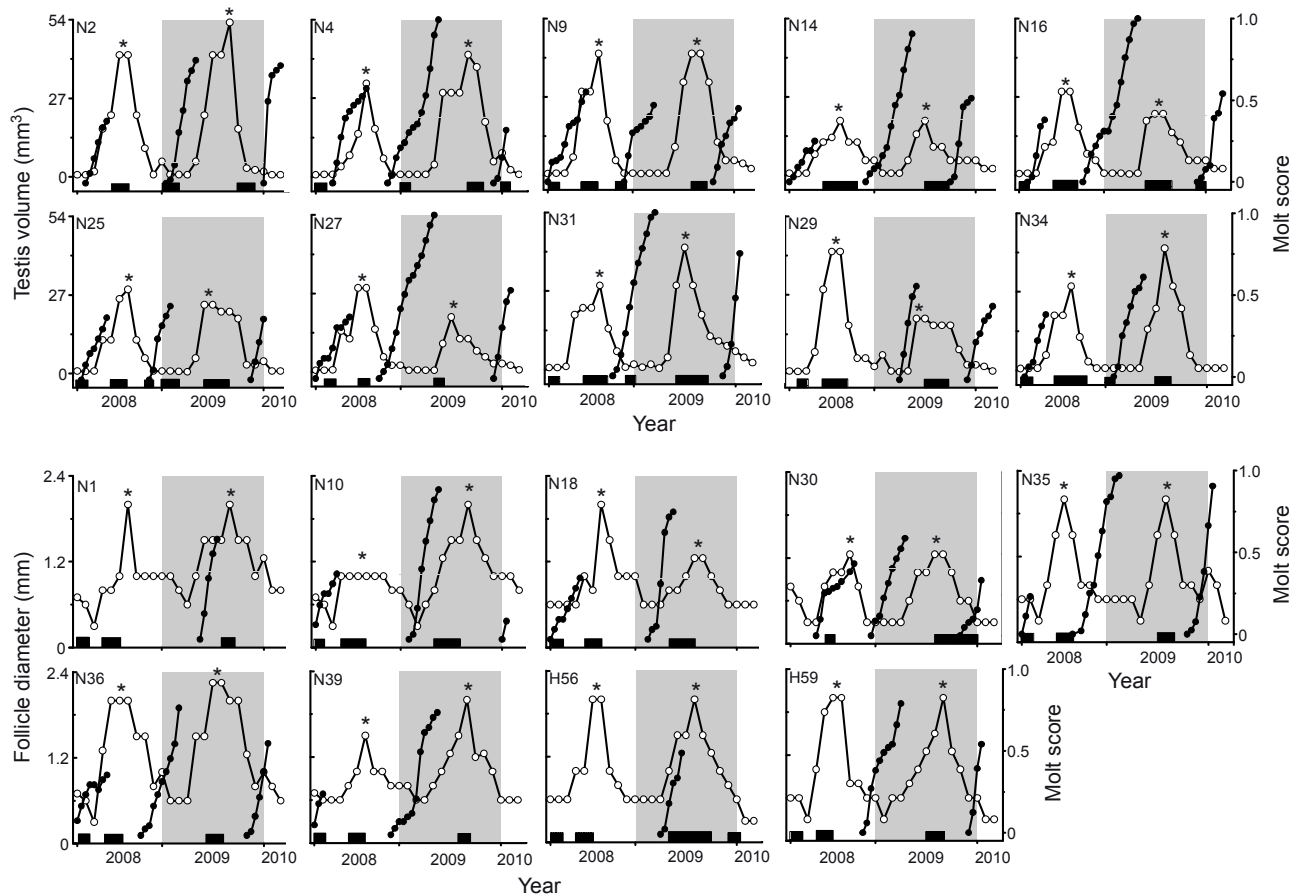 54 N2 * * N4 * * N9 * * N14 * * N16 * * 1.0
27 0.5
0 0
Testis volume (mm³)
Molt score
54 N25 * * N27 * * N31 * * N29 * * N34 * * 1.0
27 0.5
0 0
2008 2009 2010 2008 2009 2010 2008 2009 2010 2008 2009 2010 2008 2009 2010
Year
2.4 N1 * * N10 * * N18 * * N30 * * N35 * * 1.0
1.2 0.5
0 0
2008 2009 2010
Year
Follicle diameter (mm)
Molt score
2.4 N36 * * N39 * * H56 * * H59 * * 1.0
1.2 0.5
0 0
Molt score
2008 2009 2010 2008 2009 2010 2008 2009 2010 2008 2009 2010
Year